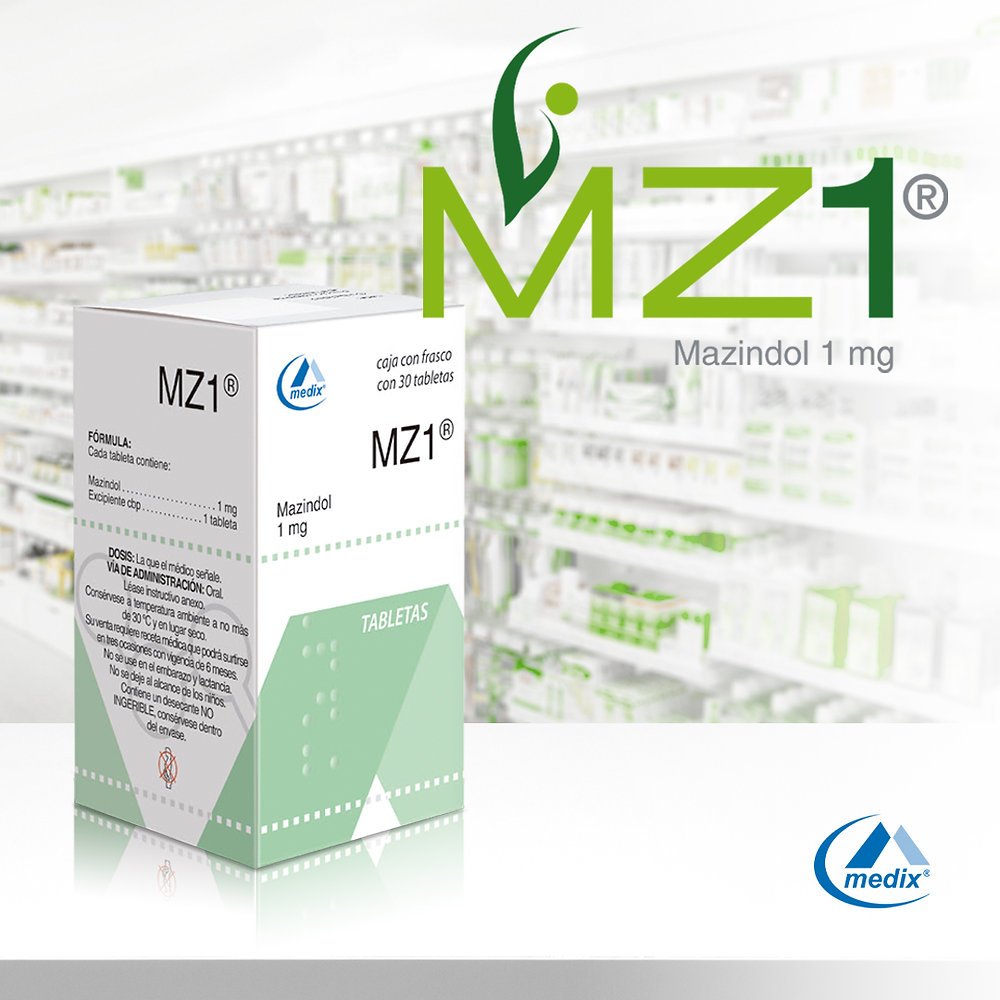 MZ1®
Mazindol 1 mg
MZ1®
FÓRMULA:
Cada tableta contiene:
Mazindol.....................1 mg
Excipiente cbp.............1 tableta
DOSIS: La que el médico señale.
VÍA DE ADMINISTRACIÓN: Oral.
Léase instructivo anexo.
Consérvese a temperatura ambiente a no más
de 30 °C y en lugar seco.
Su venta requiere receta médica que podrá surtirse
en tres ocasiones con vigencia de 6 meses.
No se use en el embarazo y lactancia.
No se deje al alcance de los niños.
Contiene un desecante NO
INGERIBLE, consérvese dentro
del envase.
medix®
caja con frasco
con 30 tabletas
MZ1®
Mazindol
1 mg
TABLETAS
medix®